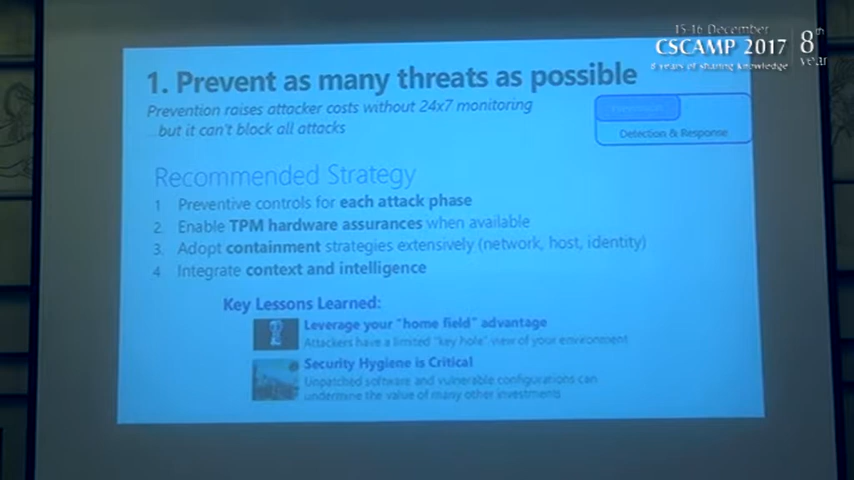 15-16 December
CSCAMP 2017
8th
year
8 years of sharing knowledge
1. Prevent as many threats as possible
Prevention raises attacker costs without 24x7 monitoring
...but it can't block all attacks
Prevention
Detection & Response
Recommended Strategy
1 Preventive controls for each attack phase
2. Enable TPM hardware assurances when available
3. Adopt containment strategies extensively (network, host, identity)
4 Integrate context and intelligence
Key Lessons Learned:
Leverage your "home field" advantage
Attackers have a limited "key hole" view of your environment
Security Hygiene is Critical
Unpatched software and vulnerable configurations can
undermine the value of many other investments